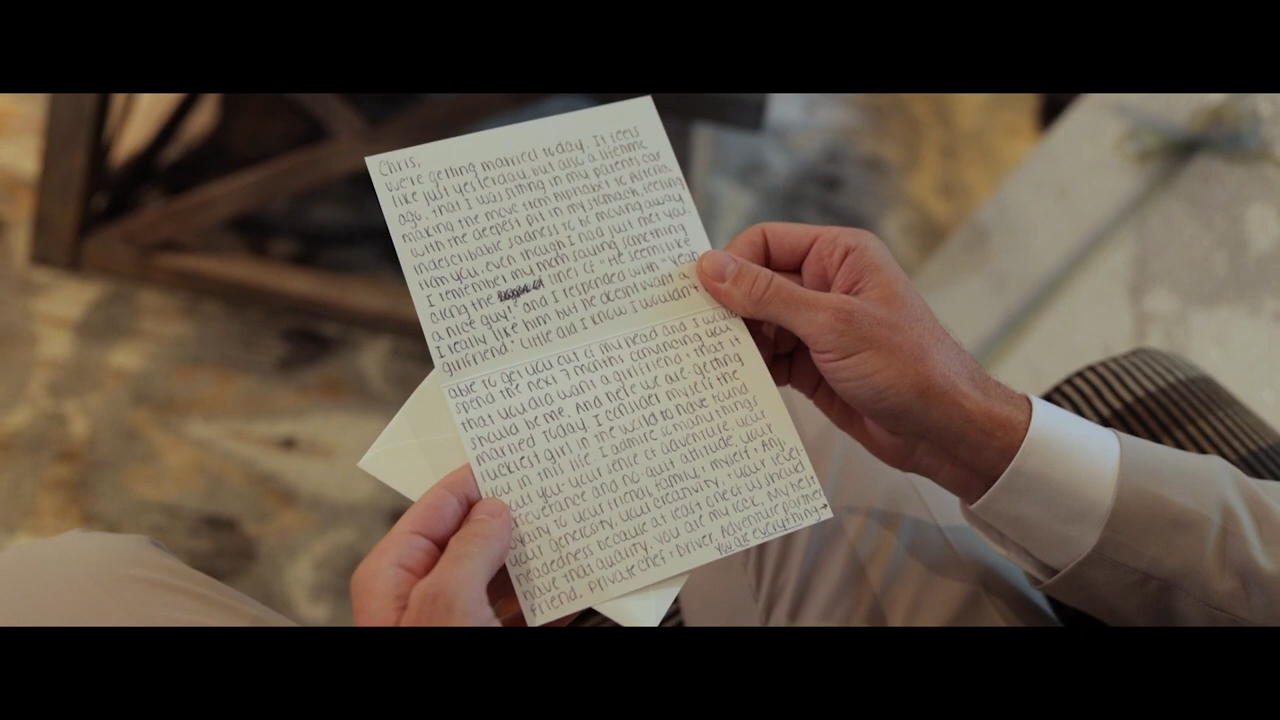 Chris,
We're getting married today. It feels
like just yesterday, but also a lifetime
ago, that I was sitting in my parents car
making the move from Alphabet to Astoria.
with the deepest pit in my stomach, feeling
indescribable sadness to be moving away
from you, even though I had just met you.
I remember my mom saying something
along the lines of "He seems like
a nice guy!" and I responded with "yeah
I really like him but he doesn't want a
girlfriend." Little did I know I wouldn't
able to get you out of my head and I would
spend the next 7 months convincing you
that you did want a girlfriend + that it
should be me. And here we are-getting
married today. I consider myself the
luckiest girl in the world to have found
you in this life. I admire so many things
your sense of adventure, your
and no-quit attitude, your
loyalty to your friends, family, + myself. And
your generosity, your creativity, + your level
headedness because at least one of us should
have that quality. You are my rock. My best
friend. Private chef + Driver. Adventure partner.
You are everything→